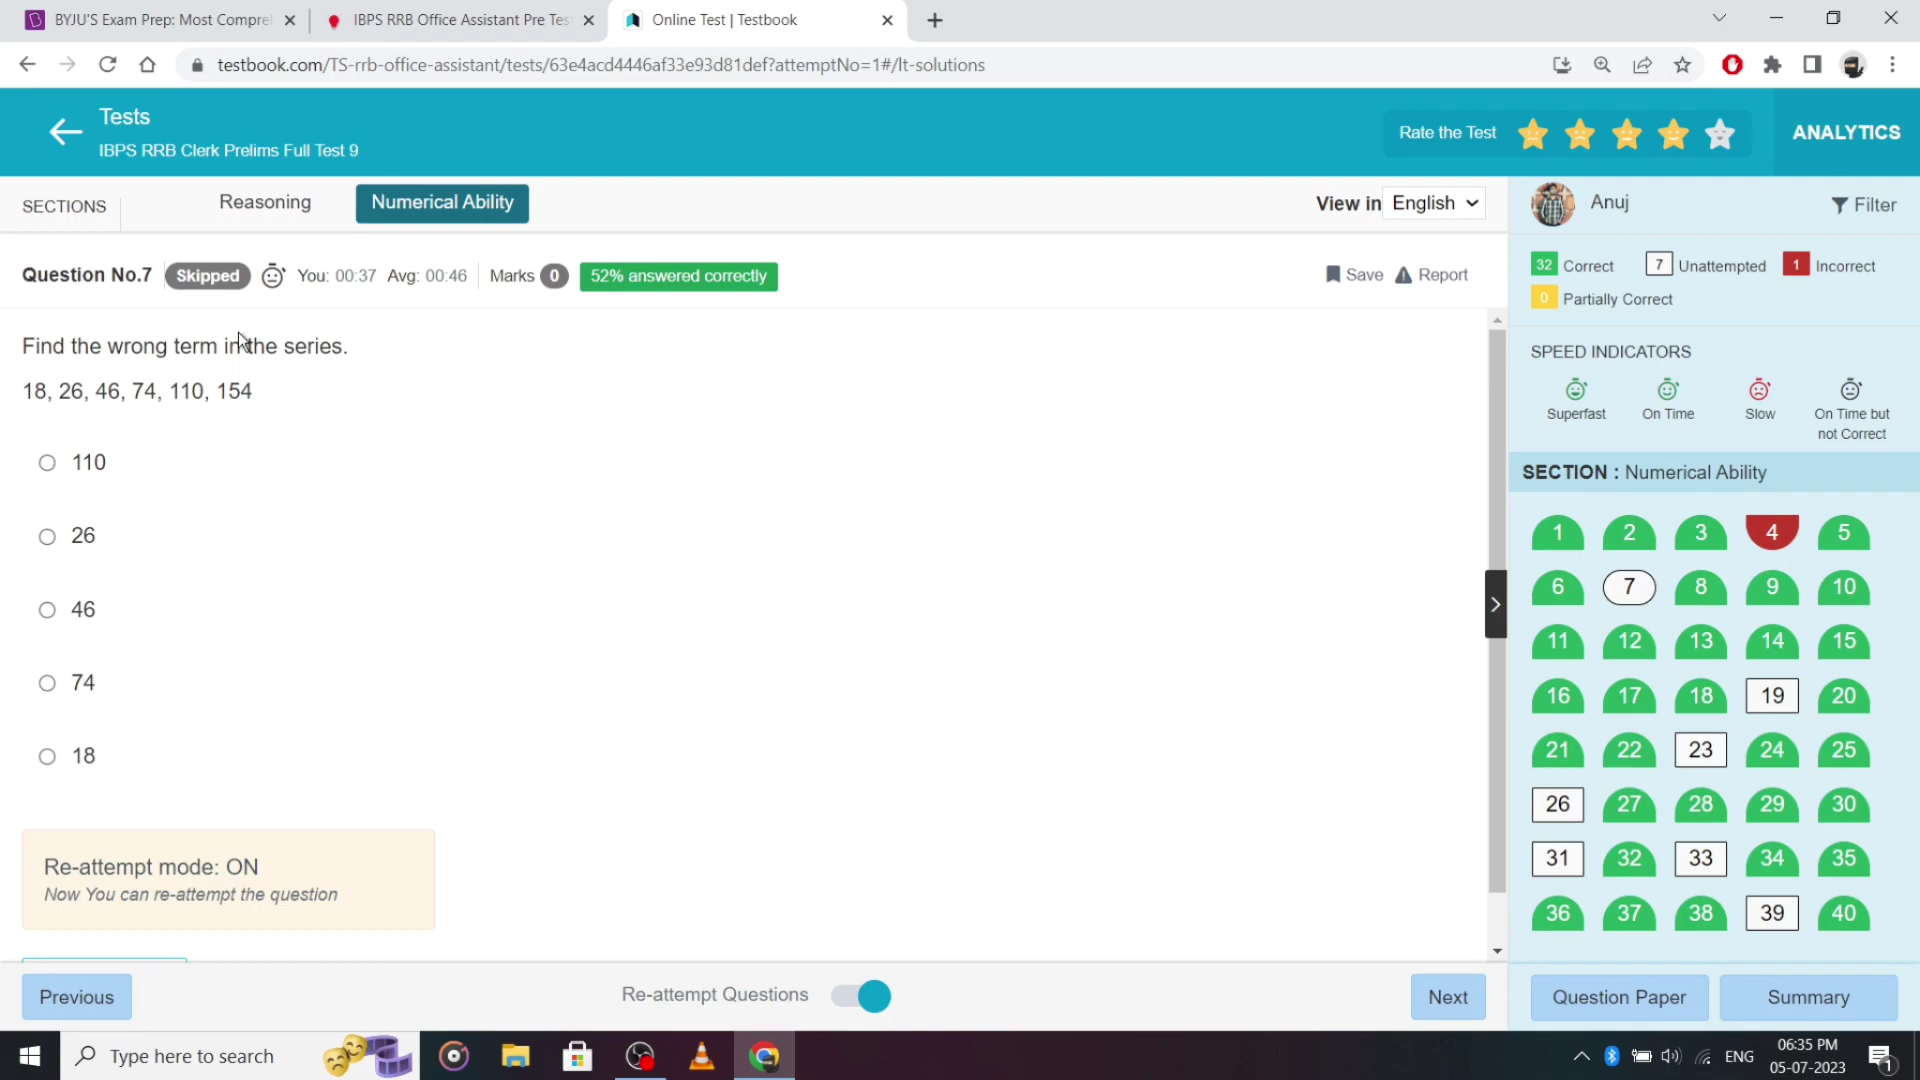 BYJU'S Exam Prep: Most Compre
IBPS RRB Office Assistant Pre Tes
Online Test | Testbook
testbook.com/TS-rrb-office-assistant/tests/63e4acd4446af33e93d81def?attemptNo=1#/lt-solutions
Tests
IBPS RRB Clerk Prelims Full Test 9
Rate the Test
ANALYTICS
SECTIONS
Reasoning
Numerical Ability
View in English
Anuj
Filter
Question No.7 Skipped You: 00:37 Avg: 00:46 Marks 0 52% answered correctly
Save Report
32 Correct 7 Unattempted 1 Incorrect
0 Partially Correct
Find the wrong term in the series.
18, 26, 46, 74, 110, 154
110
26
46
74
18
Re-attempt mode: ON
Now You can re-attempt the question
SPEED INDICATORS
Superfast On Time Slow On Time but
not Correct
SECTION : Numerical Ability
1 2 3 4 5
6 7 8 9 10
11 12 13 14 15
16 17 18 19 20
21 22 23 24 25
26 27 28 29 30
31 32 33 34 35
36 37 38 39 40
Previous
Re-attempt Questions
Next
Question Paper
Summary
Type here to search
ENG
06:35 PM
05-07-2023
1